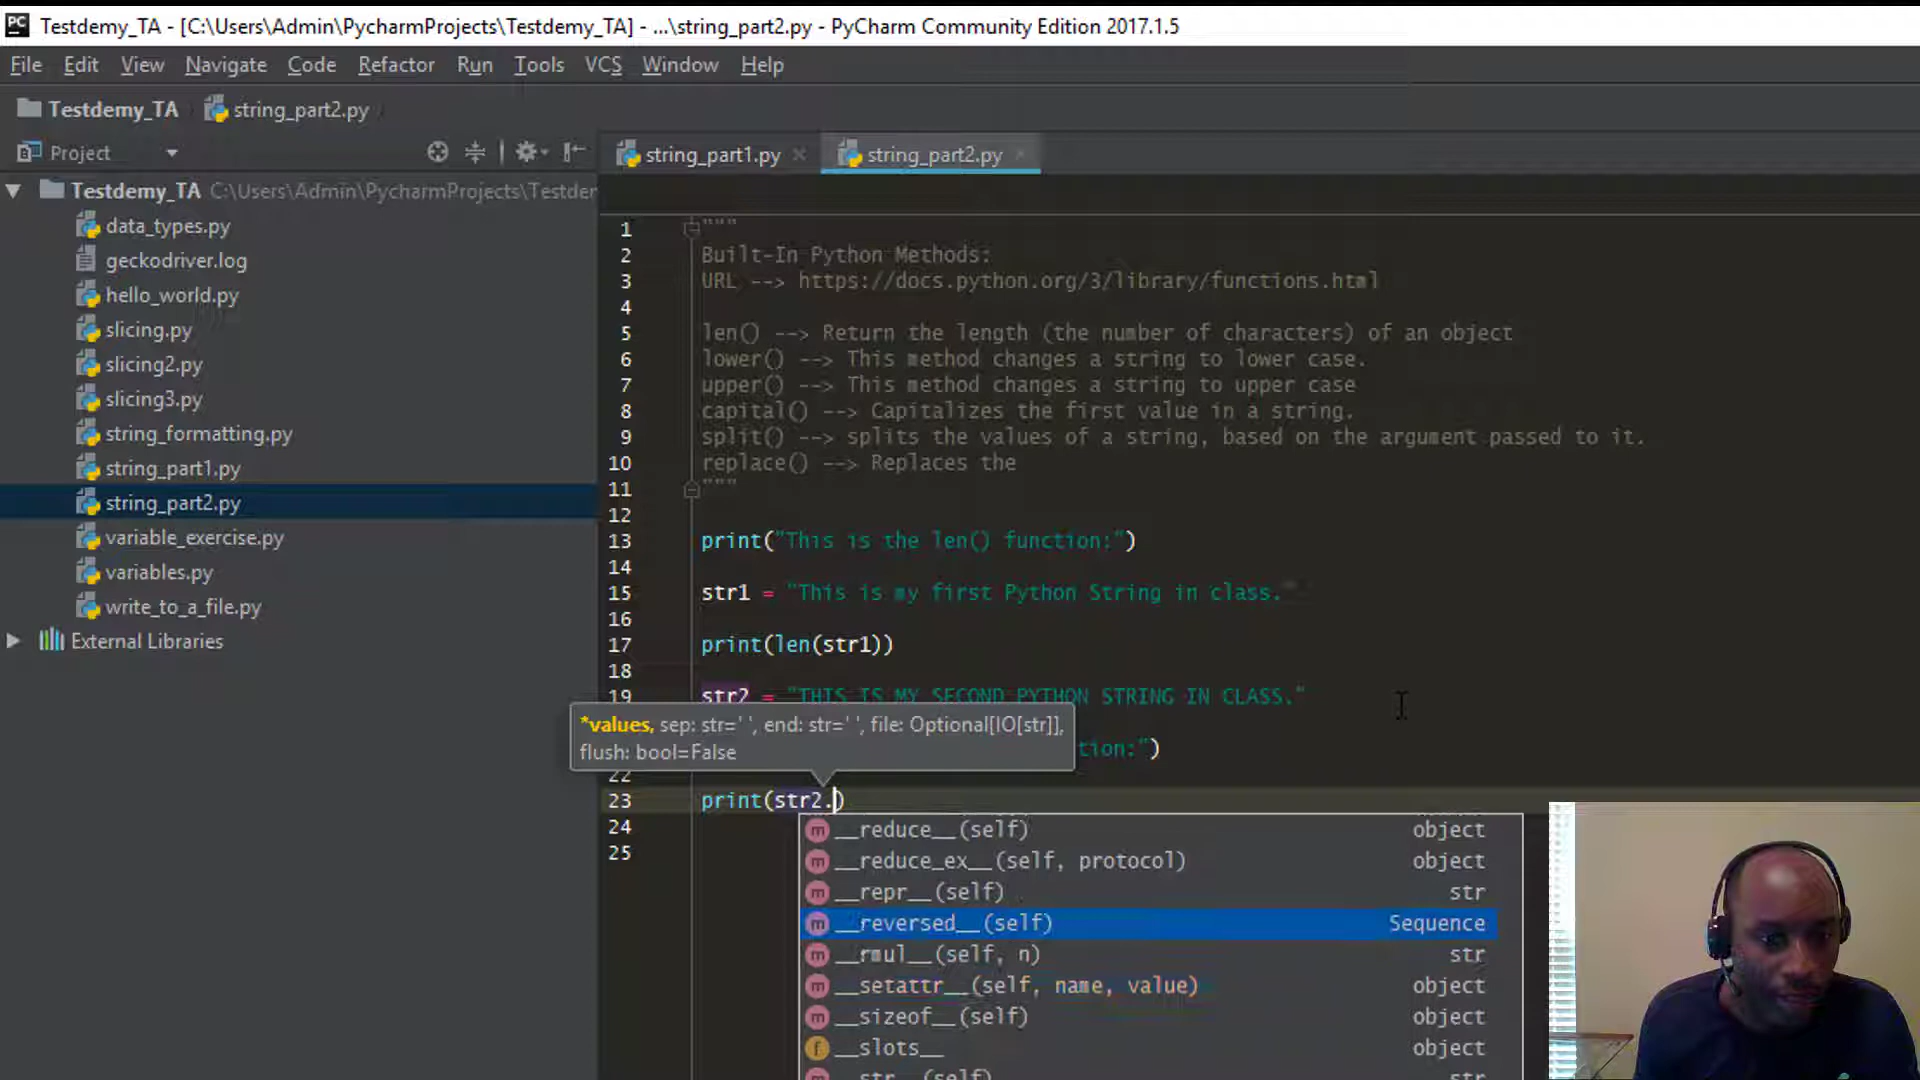 PC Testdemy_TA - [C:\Users\Admin\PycharmProjects\Testdemy_TA] - ...\string_part2.py - PyCharm Community Edition 2017.1.5
File Edit View Navigate Code Refactor Run Tools VCS Window Help
Testdemy_TA string_part2.py
Project
string_part1.py string_part2.py
Testdemy_TA C:\Users\Admin\PycharmProjects\Testder
data_types.py
geckodriver.log
hello_world.py
slicing.py
slicing2.py
slicing3.py
string_formatting.py
string_part1.py
string_part2.py
variable_exercise.py
variables.py
write_to_a_file.py
External Libraries
1 """
2 Built-In Python Methods:
3 URL --> https://docs.python.org/3/library/functions.html
4
5 len() --> Return the length (the number of characters) of an object
6 lower() --> This method changes a string to lower case.
7 upper() --> This method changes a string to upper case
8 capital() --> Capitalizes the first value in a string.
9 split() --> splits the values of a string, based on the argument passed to it.
10 replace() --> Replaces the
11 """
12
13 print("This is the len() function:")
14
15 str1 = "This is my first Python String in class."
16
17 print(len(str1))
18
19 str2 = "THIS IS MY SECOND PYTHON STRING IN CLASS."
*values, sep: str=' ', end: str=' ', file: Optional[IO[str]],
flush: bool=False
tion:")
22
23 print(str2.)
24
25
m __reduce__(self) object
m __reduce_ex__(self, protocol) object
m __repr__(self) str
m __reversed__(self) Sequence
m __rmul__(self, n) str
m __setattr__(self, name, value) object
m __sizeof__(self) object
f __slots__ object
__str__(self) str